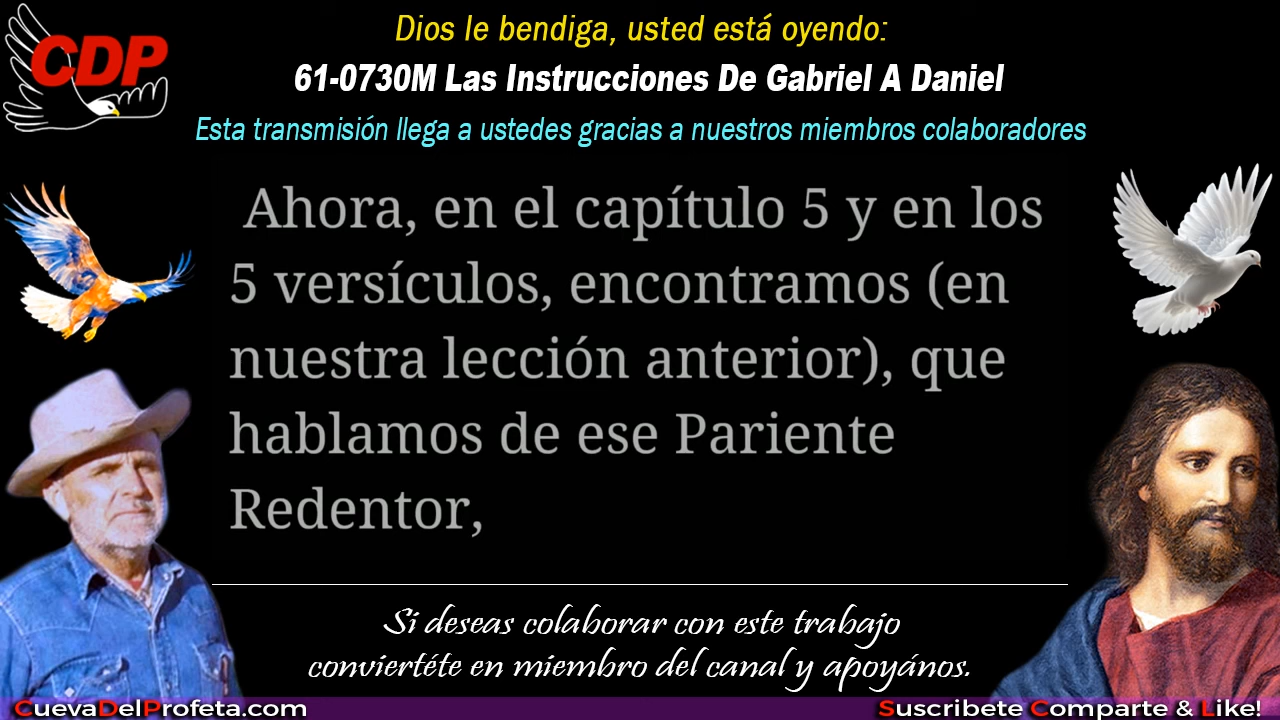 CDP
Dios le bendiga, usted está oyendo:
61-0730M Las Instrucciones De Gabriel A Daniel
Esta transmisión llega a ustedes gracias a nuestros miembros colaboradores
Ahora, en el capítulo 5 y en los
5 versículos, encontramos (en
nuestra lección anterior), que
hablamos de ese Pariente
Redentor,
Si deseas colaborar con este trabajo
conviertéte en miembro del canal y apoyános.
CuevaDelProfeta.com
Suscribete Comparte & Like!